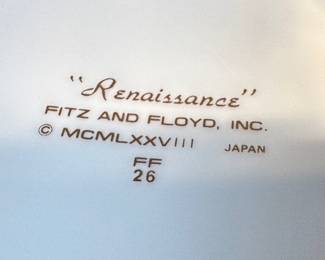 "Renaissance"
FITZ AND FLOYD, INC.
© MCMLXXVIII JAPAN
FF
26